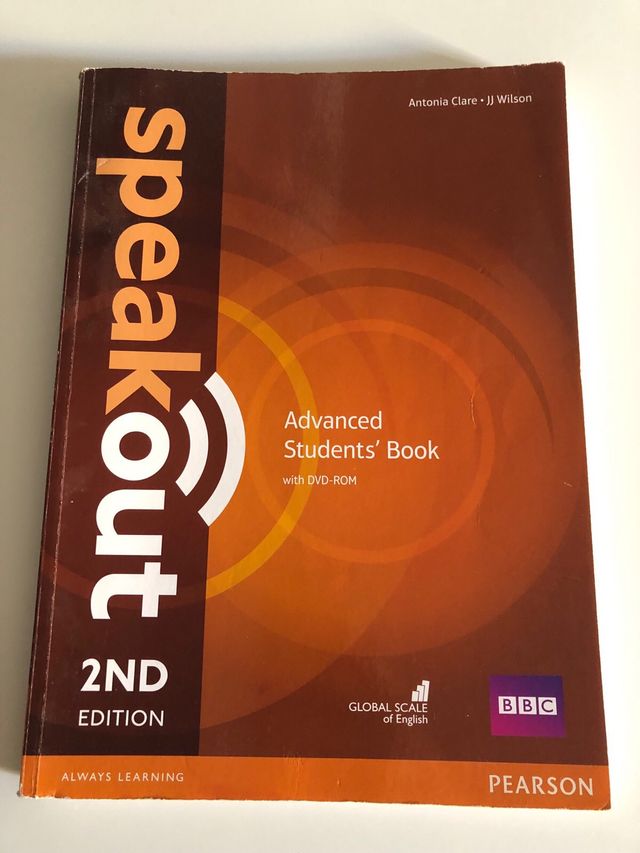 Antonia Clare • JJ Wilson
speakout
2ND
EDITION
Advanced
Students' Book
with DVD-ROM
GLOBAL SCALE
of English
BBC
ALWAYS LEARNING
PEARSON